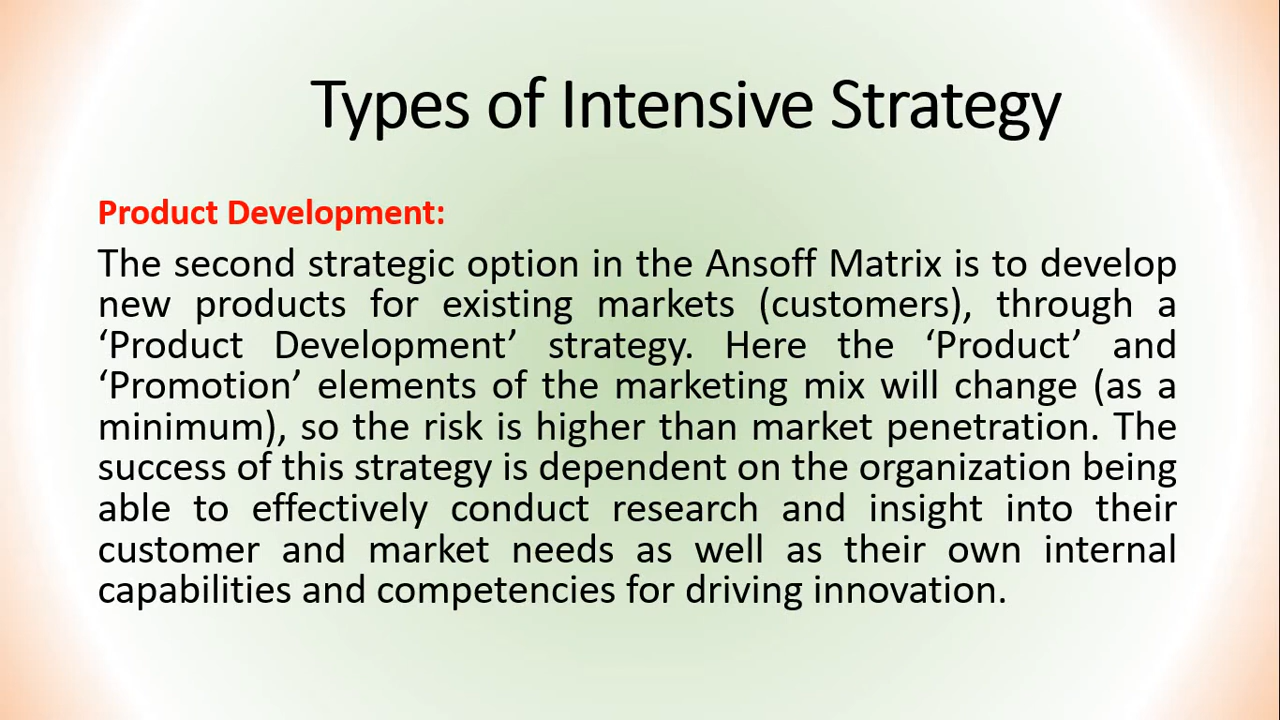 Types of Intensive Strategy
Product Development:
The second strategic option in the Ansoff Matrix is to develop
new products for existing markets (customers), through a
‘Product Development’ strategy. Here the ‘Product’ and
‘Promotion’ elements of the marketing mix will change (as a
minimum), so the risk is higher than market penetration. The
success of this strategy is dependent on the organization being
able to effectively conduct research and insight into their
customer and market needs as well as their own internal
capabilities and competencies for driving innovation.